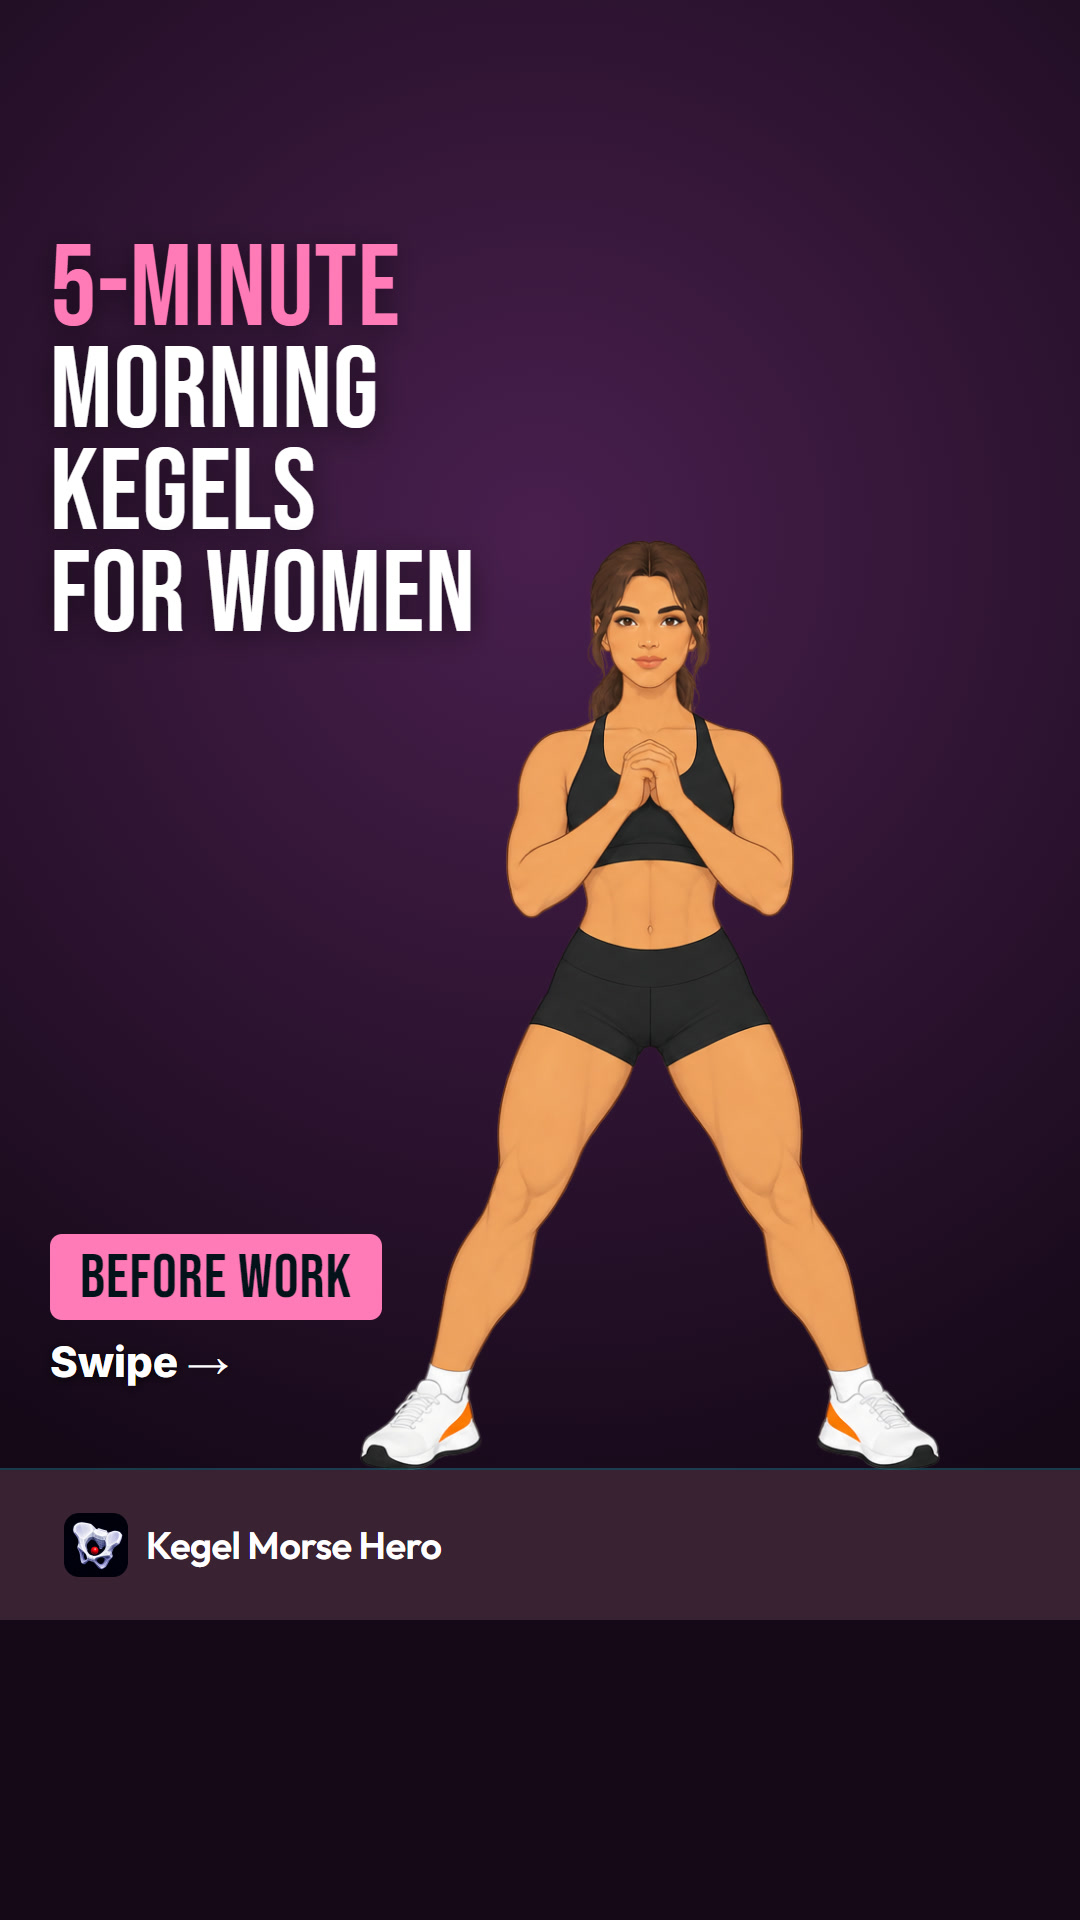 5-MINUTE
MORNING
KEGELS
FOR WOMEN
BEFORE WORK
Swipe →
Kegel Morse Hero